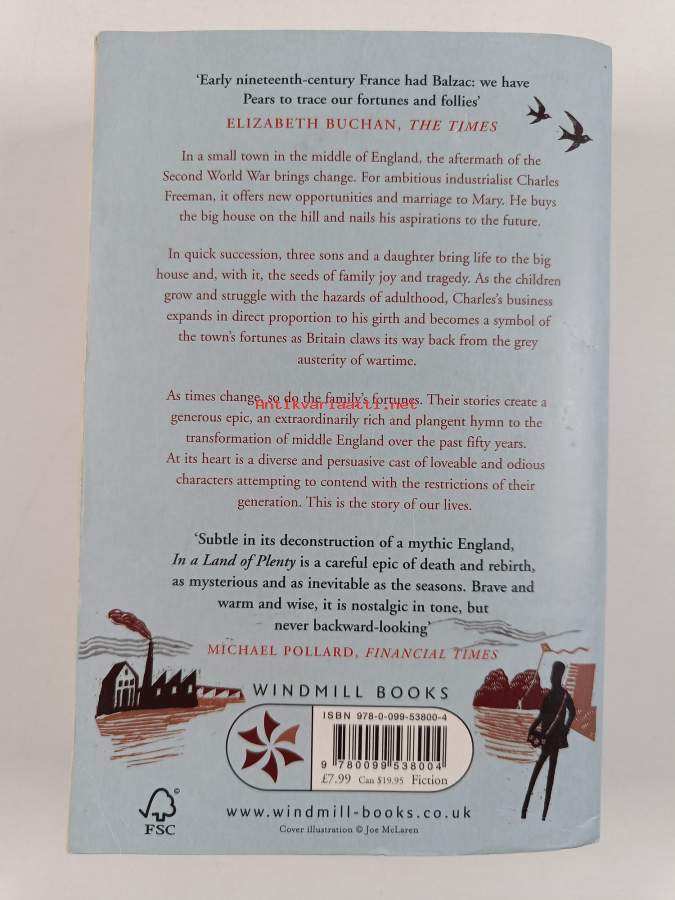 ‘Early nineteenth-century France had Balzac: we have
Pears to trace our fortunes and follies’
ELIZABETH BUCHAN, THE TIMES
In a small town in the middle of England, the aftermath of the
Second World War brings change. For ambitious industrialist Charles
Freeman, it offers new opportunities and marriage to Mary. He buys
the big house on the hill and nails his aspirations to the future.
In quick succession, three sons and a daughter bring life to the big
house and, with it, the seeds of family joy and tragedy. As the children
grow and struggle with the hazards of adulthood, Charles’s business
expands in direct proportion to his girth and becomes a symbol of
the town’s fortunes as Britain claws its way back from the grey
austerity of wartime.
As times change, so do the family’s fortunes. Their stories create a
Antikvariaatti.net
generous epic, an extraordinarily rich and plangent hymn to the
transformation of middle England over the past fifty years.
At its heart is a diverse and persuasive cast of loveable and odious
characters attempting to contend with the restrictions of their
generation. This is the story of our lives.
‘Subtle in its deconstruction of a mythic England,
In a Land of Plenty is a careful epic of death and rebirth,
as mysterious and as inevitable as the seasons. Brave and
warm and wise, it is nostalgic in tone, but
never backward-looking’
MICHAEL POLLARD, FINANCIAL TIMES
WINDMILL BOOKS
ISBN 978-0-099-53800-4
9 780099 538004
£7.99 Can $19.95 Fiction
FSC
©
www.windmill-books.co.uk
Cover illustration © Joe McLaren